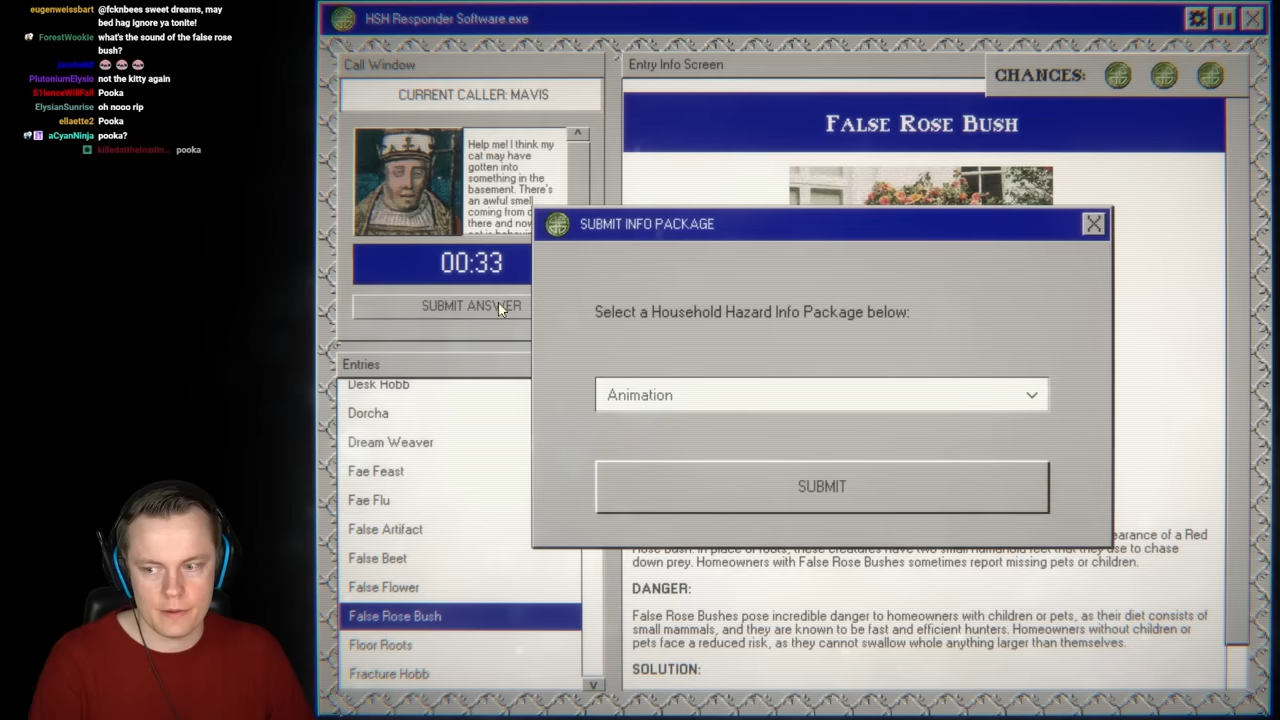 eugenweissbart @fcknbees sweet dreams, may
bed hag ignore ya tonite!
ForestWookie what's the sound of the false rose
bush?
PlutoniumElysio not the kitty again
S1lenceWillFall Pooka
ElysianSunrise oh nooo rip
ellaette2 Pooka
aCyanNinja pooka?
pooka
HSH Responder Software.exe
Call Window
CURRENT CALLER: MAVIS
Help me! I think my
cat may have
gotten into
something in the
basement. There's
an awful smell
coming from
there and now
00:33
SUBMIT ANSWER
Entries
Desk Hobb
Dorcha
Dream Weaver
Fae Feast
Fae Flu
False Artifact
False Beet
False Flower
False Rose Bush
Floor Roots
Fracture Hobb
Entry Info Screen
CHANCES:
FALSE ROSE BUSH
SUBMIT INFO PACKAGE
Select a Household Hazard Info Package below:
Animation
SUBMIT
earance of a Red
Rose Bush. In place of roots, these creatures have two small humanoid feet that they use to chase
down prey. Homeowners with False Rose Bushes sometimes report missing pets or children.
DANGER:
False Rose Bushes pose incredible danger to homeowners with children or pets, as their diet consists of
small mammals, and they are known to be fast and efficient hunters. Homeowners without children or
pets face a reduced risk, as they cannot swallow whole anything larger than themselves.
SOLUTION: